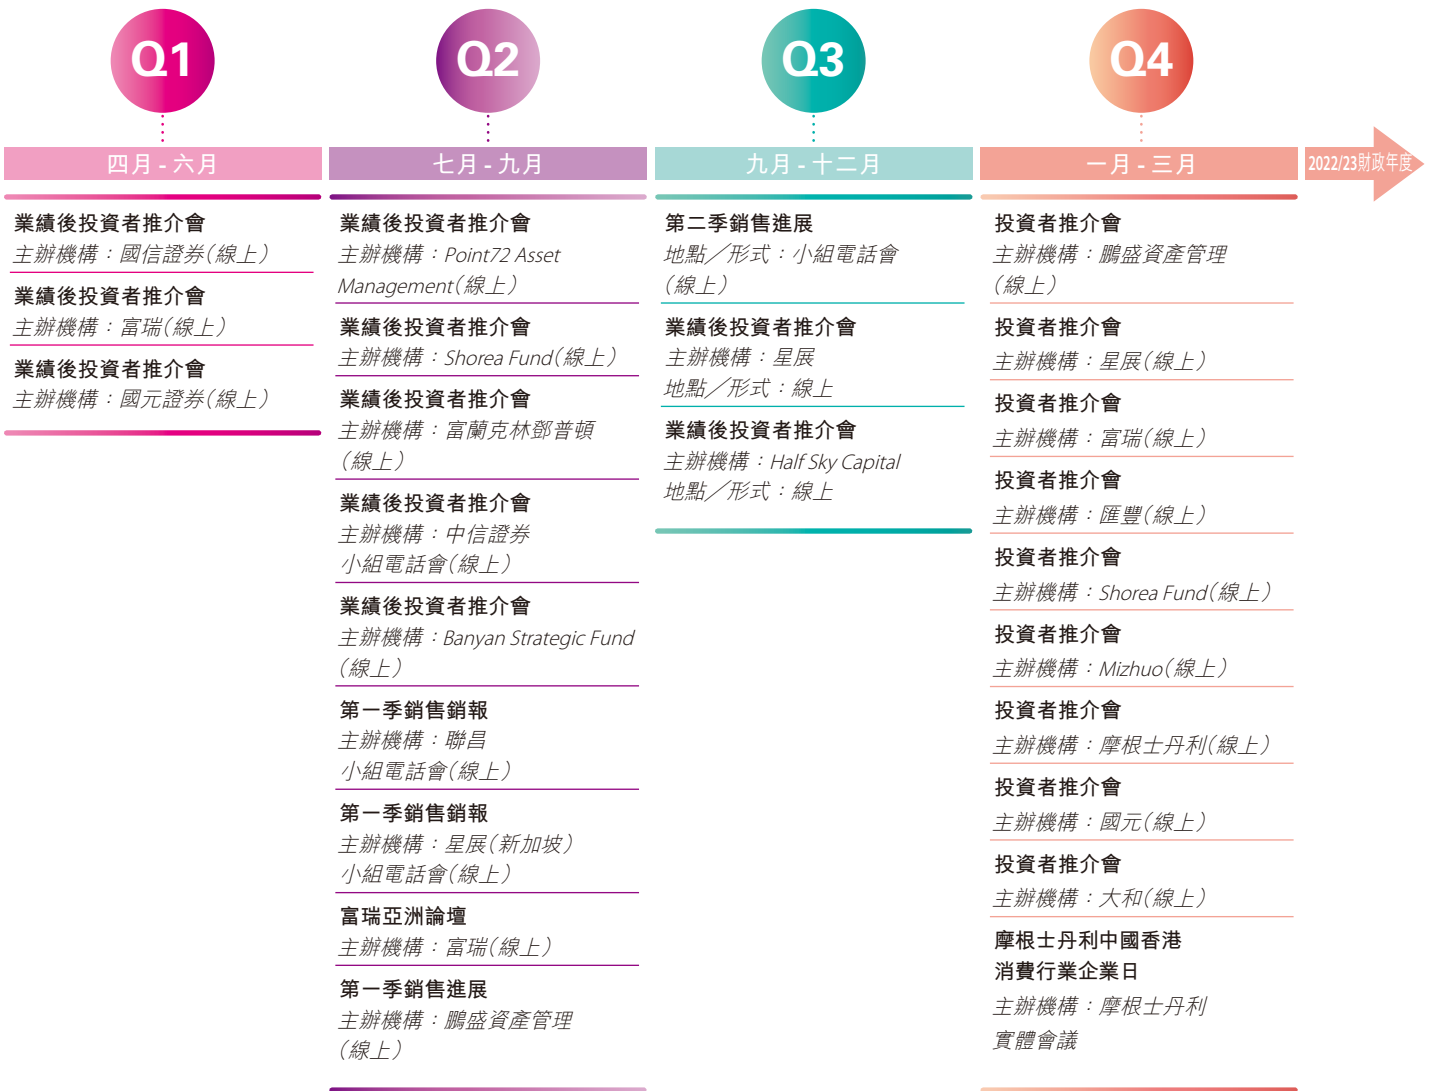 Q1
四月 - 六月
業績後投資者推介會
主辦機構：國信證券(線上)
業績後投資者推介會
主辦機構：富瑞(線上)
業績後投資者推介會
主辦機構：國元證券(線上)
Q2
七月 - 九月
業績後投資者推介會
主辦機構：Point72 Asset
Management(線上)
業績後投資者推介會
主辦機構：Shorea Fund(線上)
業績後投資者推介會
主辦機構：富蘭克林鄧普頓
(線上)
業績後投資者推介會
主辦機構：中信證券
小組電話會(線上)
業績後投資者推介會
主辦機構：Banyan Strategic Fund
(線上)
第一季銷售銷報
主辦機構：聯昌
小組電話會(線上)
第一季銷售銷報
主辦機構：星展(新加坡)
小組電話會(線上)
富瑞亞洲論壇
主辦機構：富瑞(線上)
第一季銷售進展
主辦機構：鵬盛資產管理
(線上)
Q3
九月 - 十二月
第二季銷售進展
地點／形式：小組電話會
(線上)
業績後投資者推介會
主辦機構：星展
地點／形式：線上
業績後投資者推介會
主辦機構：Half Sky Capital
地點／形式：線上
Q4
一月 - 三月
投資者推介會
主辦機構：鵬盛資產管理
(線上)
投資者推介會
主辦機構：星展(線上)
投資者推介會
主辦機構：富瑞(線上)
投資者推介會
主辦機構：匯豐(線上)
投資者推介會
主辦機構：Shorea Fund(線上)
投資者推介會
主辦機構：Mizhuo(線上)
投資者推介會
主辦機構：摩根士丹利(線上)
投資者推介會
主辦機構：國元(線上)
投資者推介會
主辦機構：大和(線上)
摩根士丹利中國香港
消費行業企業日
主辦機構：摩根士丹利
實體會議
2022/23財政年度